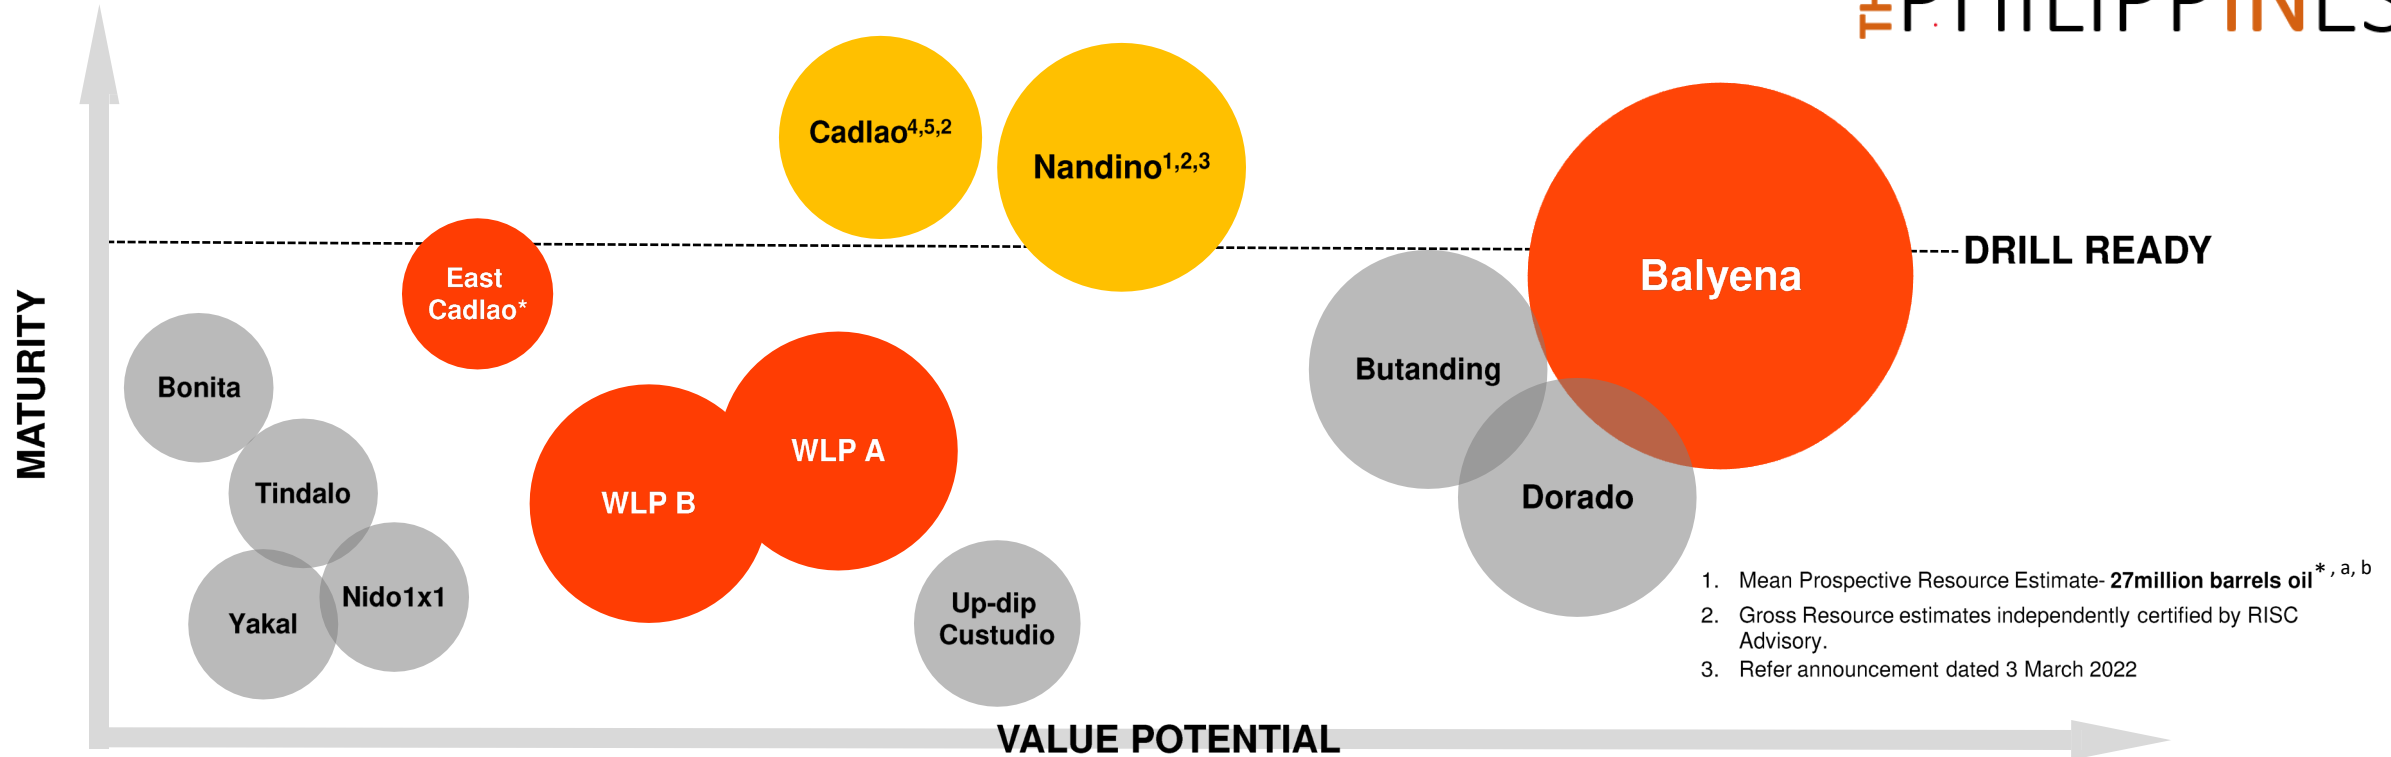 THE PHILIPPINES
Cadlao4,5,2
Nandino1,2,3
DRILL READY
East
Cadlao*
Balyena
MATURITY
Bonita
Butanding
WLP A
Tindalo
WLP B
Dorado
Nido1x1
Yakal
Up-dip
Custudio
1. Mean Prospective Resource Estimate- 27million barrels oil*, a, b
2. Gross Resource estimates independently certified by RISC
Advisory.
3. Refer announcement dated 3 March 2022
VALUE POTENTIAL